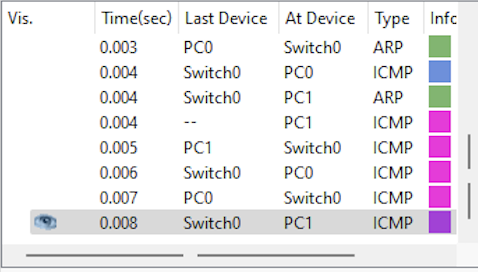 Vis. Time(sec) Last Device At Device Type Info
0.003 PC0 Switch0 ARP
0.004 Switch0 PC0 ICMP
0.004 Switch0 PC1 ARP
0.004 -- PC1 ICMP
0.005 PC1 Switch0 ICMP
0.006 Switch0 PC0 ICMP
0.007 PC0 Switch0 ICMP
0.008 Switch0 PC1 ICMP